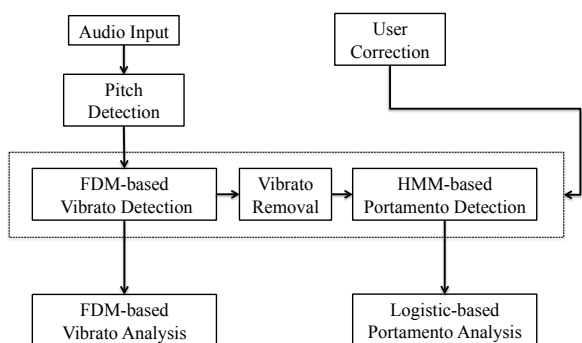 Audio Input
User
Correction
Pitch
Detection
FDM-based
Vibrato Detection
Vibrato
Removal
HMM-based
Portamento Detection
FDM-based
Vibrato Analysis
Logistic-based
Portamento Analysis